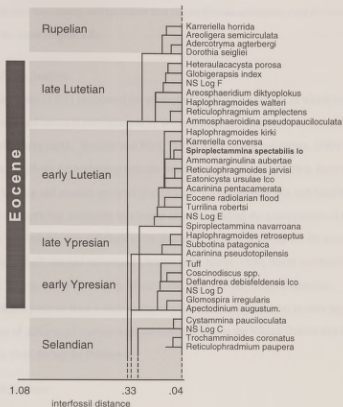 Rupelian
Karreriella horrida
Areoligera semicirculata
Adercotryma agterbergi
Dorothia seigliei
Eocene
late Lutetian
Heteraulacacysta porosa
Globigerapsis index
NS Log F
Areosphaeridium diktyoplokus
Haplophragmoides walteri
Reticulophragmium amplectens
Ammosphaeroidina pseudopauciloculata
early Lutetian
Haplophragmoides kirki
Karreriella conversa
Spiroplectammina spectabilis lo
Ammomarginulina aubertae
Reticulophragmoides jarvisi
Eatonicysta ursulae lco
Acarinina pentacamerata
Eocene radiolarian flood
Turrilina robertsi
NS Log E
Spiroplectammina navarroana
late Ypresian
Haplophragmoides retroseptus
Subbotina patagonica
Acarinina pseudotopilensis
early Ypresian
Tuff
Coscinodiscus spp.
Deflandrea debisfeldensis lco
NS Log D
Glomospira irregularis
Apectodinium augustum.
Selandian
Cystammina pauciloculata
NS Log C
Trochamminoides coronatus
Reticulophradmium paupera
1.08 .33 .04
interfossil distance